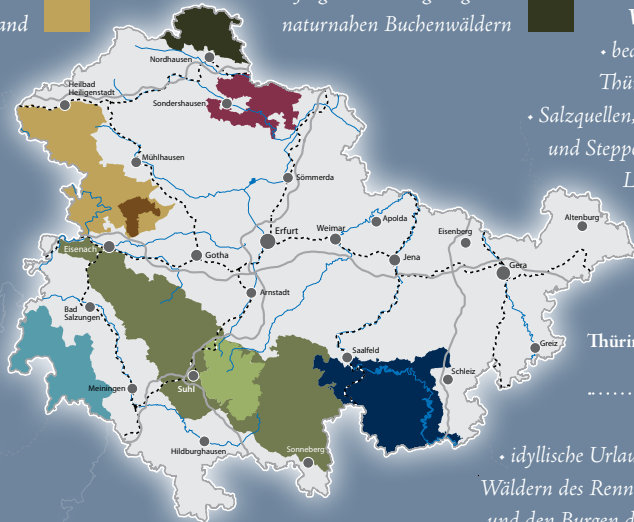 and
naturnahen Buchenwäldern
• bea
Thü
• Salzquellen,
und Steppe
L
Nordhausen
Heilbad
Heiligenstadt
Sondershausen
Mühlhausen
Sömmerda
Apolda
Altenburg
Weimar
Eisenberg
Erfurt
Eisenach
Gotha
Jena
Gera
Arnstadt
Bad
Salzungen
Thürin
Greiz
Saalfeld
Schleiz
Meiningen
Suhl
Hildburghausen
Sonneberg
• idyllische Urlau
Wäldern des Renn
und den Burgen d